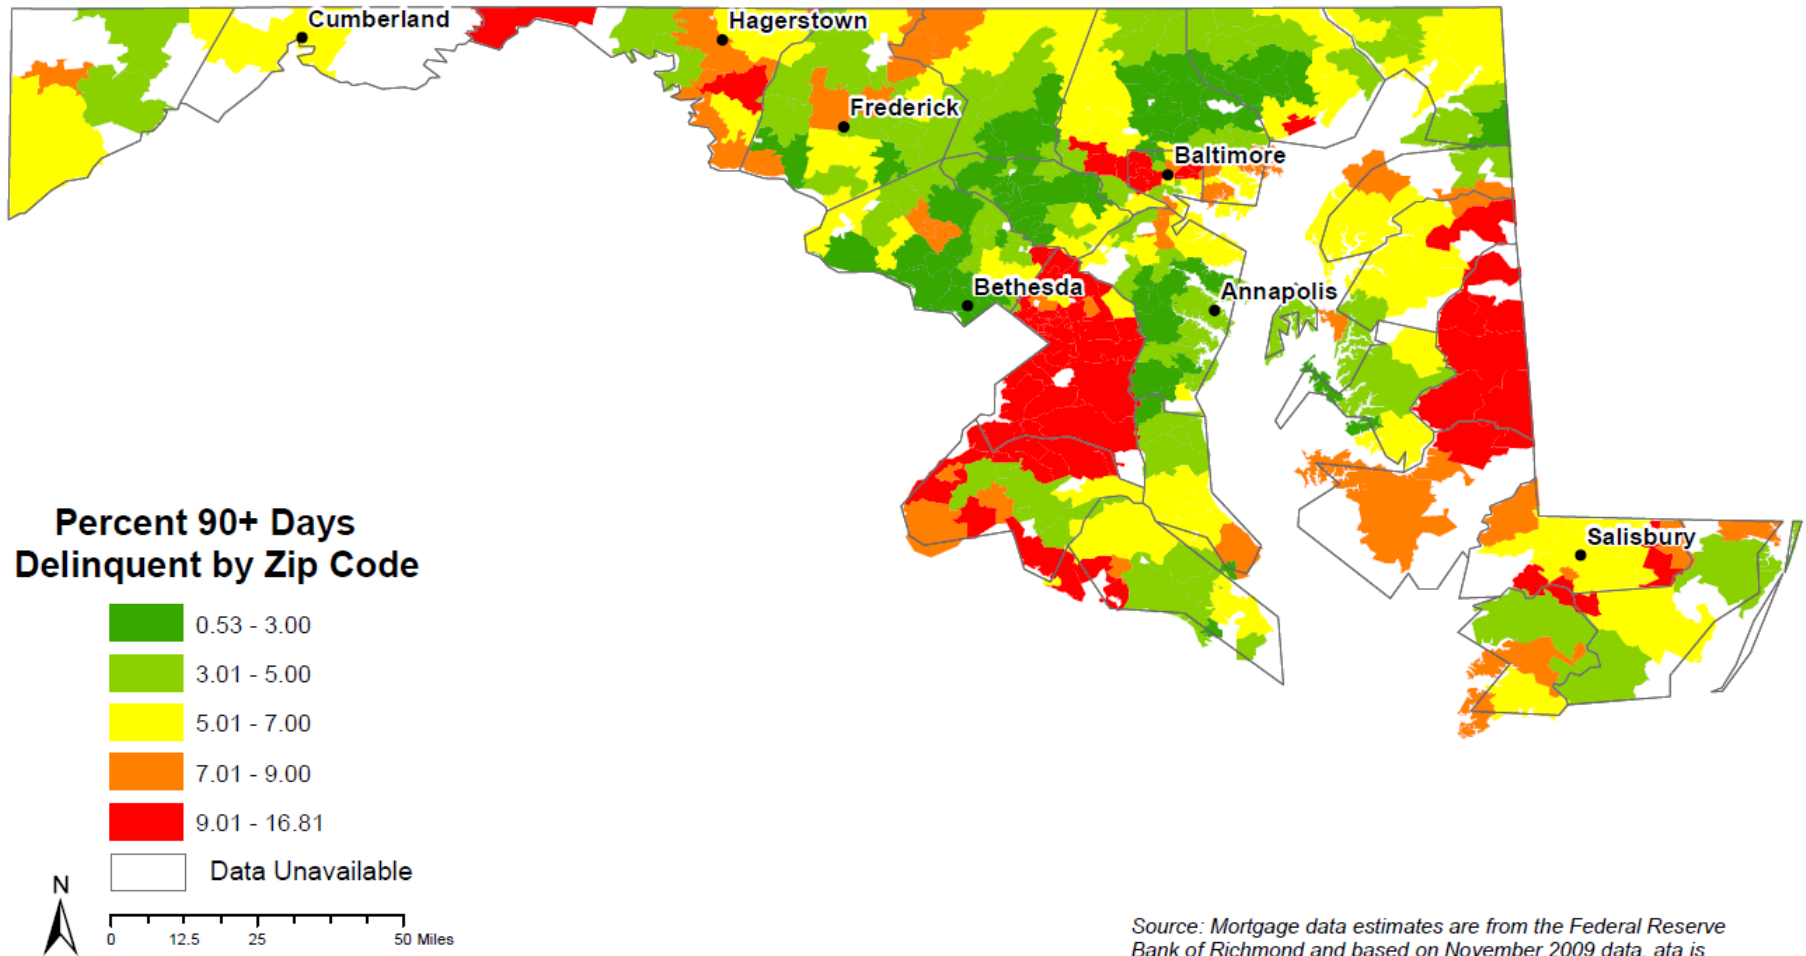 Cumberland
Hagerstown
Frederick
Baltimore
Bethesda
Annapolis
Salisbury
Percent 90+ Days
Delinquent by Zip Code
0.53 - 3.00
3.01 - 5.00
5.01 - 7.00
7.01 - 9.00
9.01 - 16.81
Data Unavailable
N
0 12.5 25 50 Miles
Source: Mortgage data estimates are from the Federal Reserve
Bank of Richmond and based on November 2009 data. ata is